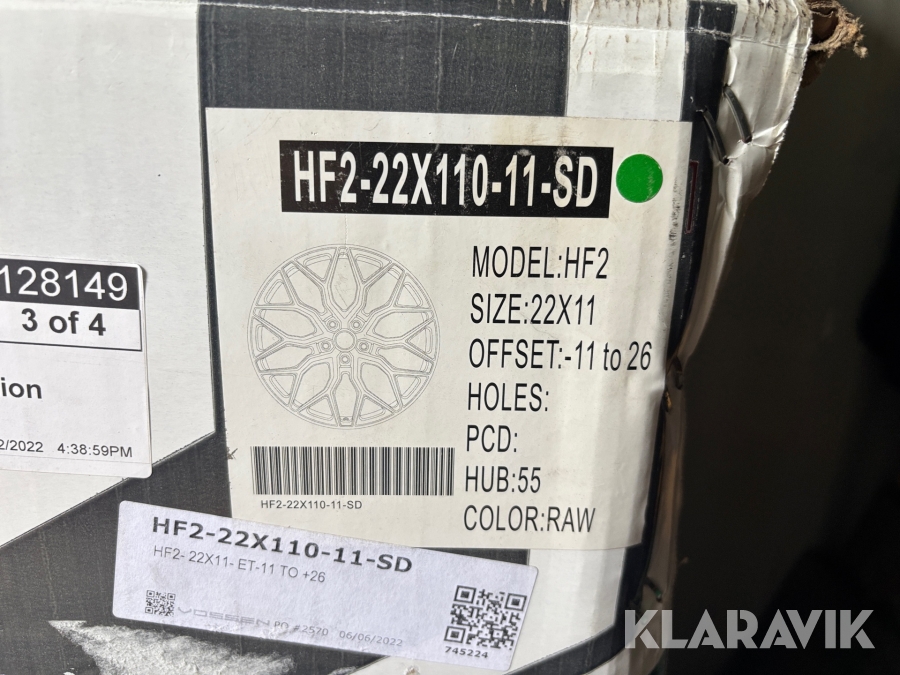 HF2-22X110-11-SD
MODEL:HF2
SIZE:22X11
OFFSET:-11 to 26
HOLES:
PCD:
HUB:55
COLOR:RAW
HF2-22X110-11-SD
128149
3 of 4
ion
2/2022 4:38:59PM
HF2-22X110-11-SD
HF2- 22X11- ET-11 TO +26
VOSSEN PO #2570 06/06/2022
745224
KLARAVIK